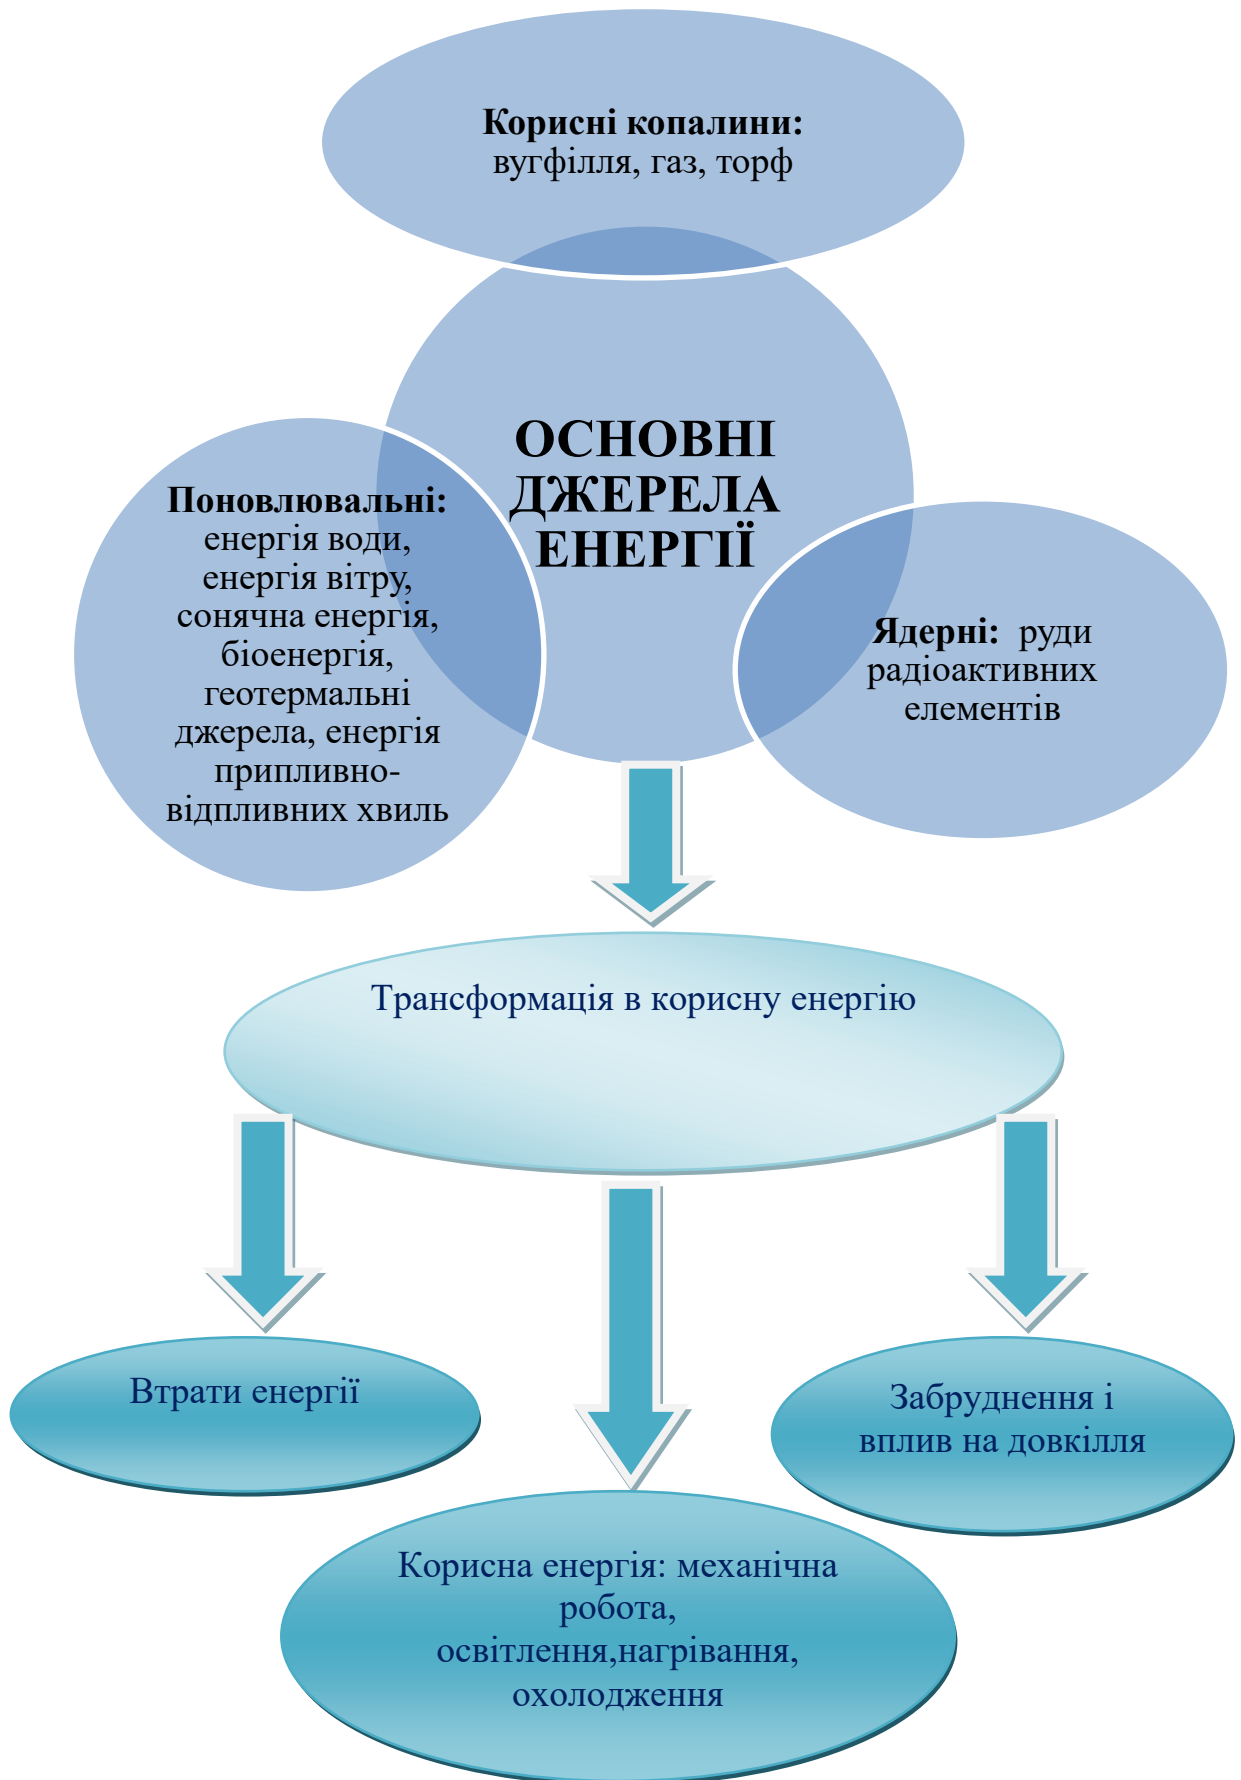 Корисні копалини:
вугфілля, газ, торф
ОСНОВНІ
ДЖЕРЕЛА
ЕНЕРГІЇ
Поновлювальні:
енергія води,
енергія вітру,
сонячна енергія,
біоенергія,
геотермальні
джерела, енергія
припливно-
відпливних хвиль
Ядерні: руди
радіоактивних
елементів
Трансформація в корисну енергію
Втрати енергії
Забруднення і
вплив на довкілля
Корисна енергія: механічна
робота,
освітлення,нагрівання,
охолодження